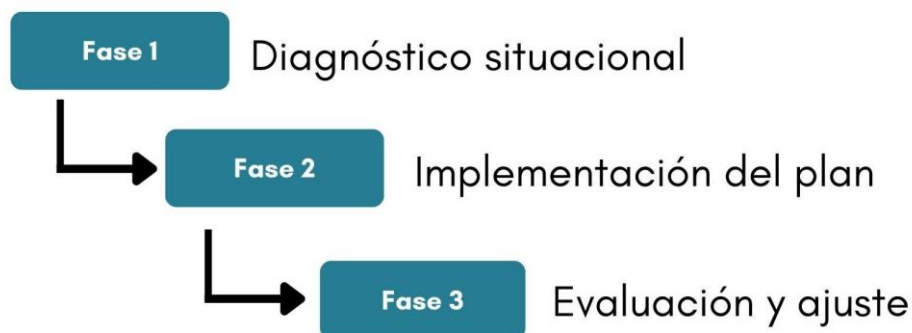 Fase 1
Diagnóstico situacional
Fase 2
Implementación del plan
Fase 3
Evaluación y ajuste